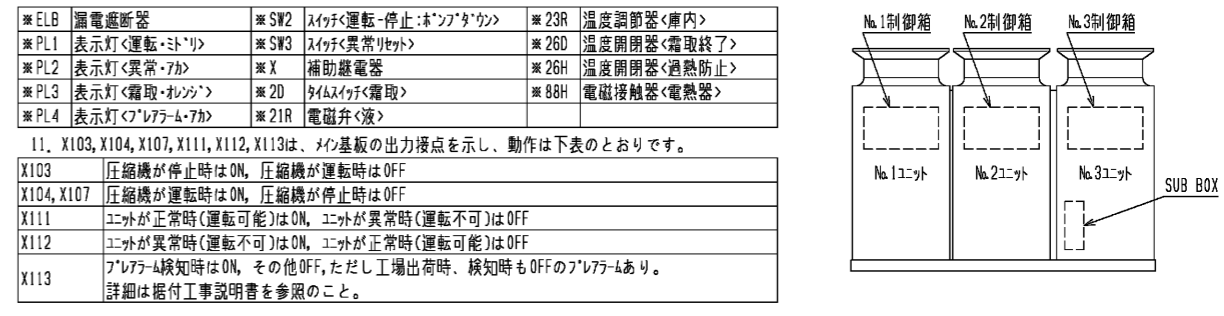 ※ELB 漏電遮断器 ※SW2 スイッチ<運転-停止:ポンプダウン> ※23R 温度調節器<庫内>
※PL1 表示灯<運転・ミドリ> ※SW3 スイッチ<異常リセット> ※26D 温度開閉器<霜取終了>
※PL2 表示灯<異常・アカ> ※X 補助継電器 ※26H 温度開閉器<過熱防止>
※PL3 表示灯<霜取・オレンジ> ※2D タイムスイッチ<霜取> ※88H 電磁接触器<電熱器>
※PL4 表示灯<プレアラーム・アカ> ※21R 電磁弁<液>
11. X103,X104,X107,X111,X112,X113は、メイン基板の出力接点を示し、動作は下表のとおりです。
X103 圧縮機が停止時はON, 圧縮機が運転時はOFF
X104,X107 圧縮機が運転時はON, 圧縮機が停止時はOFF
X111 ユニットが正常時(運転可能)はON, ユニットが異常時(運転不可)はOFF
X112 ユニットが異常時(運転不可)はON, ユニットが正常時(運転可能)はOFF
X113 プレアラーム検知時はON, その他OFF,ただし工場出荷時、検知時もOFFのプレアラームあり。
詳細は据付工事説明書を参照のこと。
№1制御箱 №2制御箱 №3制御箱
№1ユニット №2ユニット №3ユニット
SUB BOX